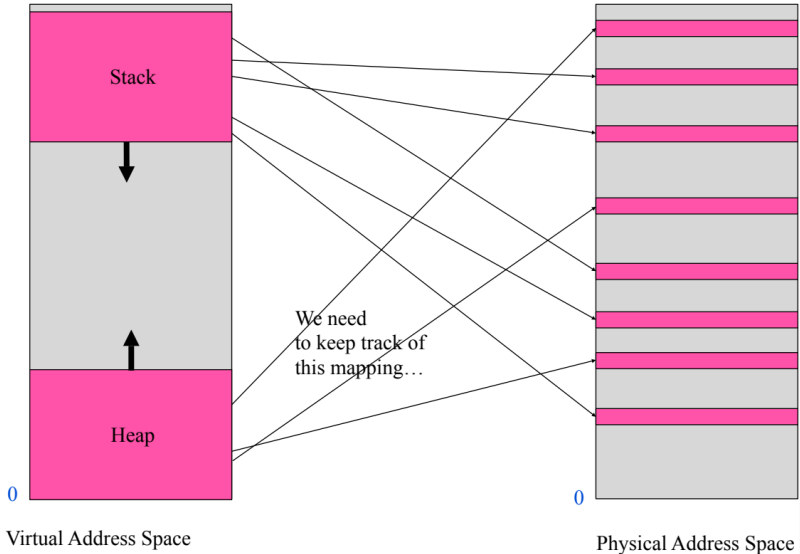 Stack
We need
to keep track of
this mapping…
Heap
0
0
Virtual Address Space
Physical Address Space